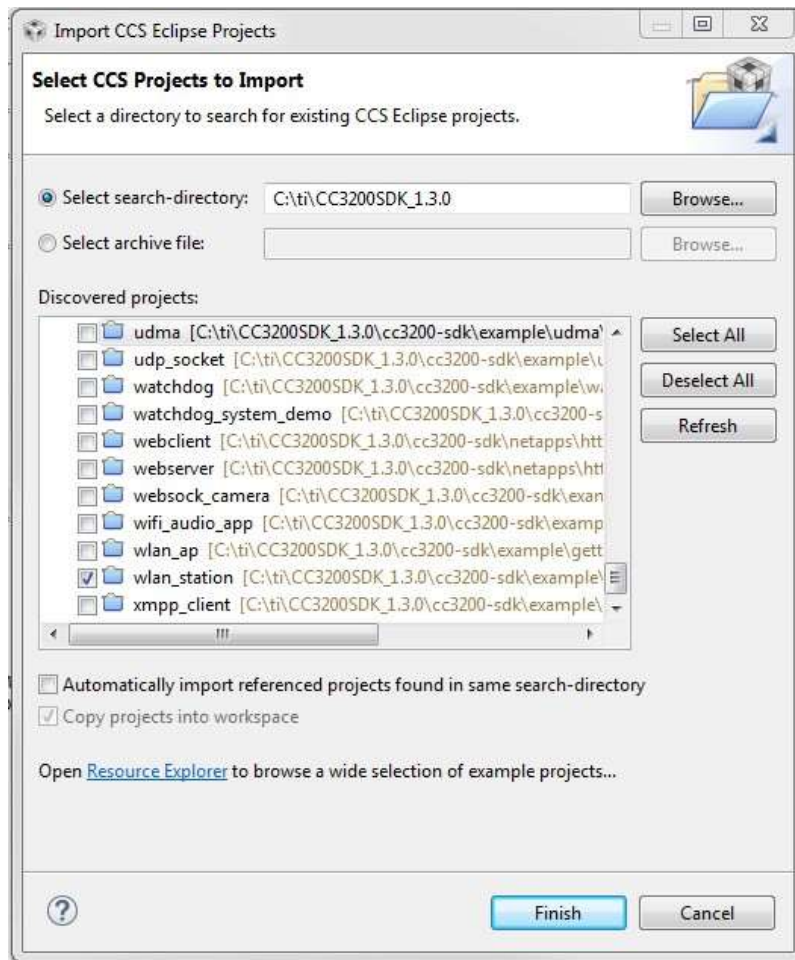 Import CCS Eclipse Projects
Select CCS Projects to Import
Select a directory to search for existing CCS Eclipse projects.
Select search-directory: C:\ti\CC3200SDK_1.3.0 Browse...
Select archive file: Browse...
Discovered projects:
udma [C:\ti\CC3200SDK_1.3.0\cc3200-sdk\example\udma\ Select All
udp_socket [C:\ti\CC3200SDK_1.3.0\cc3200-sdk\example\u
watchdog [C:\ti\CC3200SDK_1.3.0\cc3200-sdk\example\wa Deselect All
watchdog_system_demo [C:\ti\CC3200SDK_1.3.0\cc3200-s
webclient [C:\ti\CC3200SDK_1.3.0\cc3200-sdk\netapps\htt Refresh
webserver [C:\ti\CC3200SDK_1.3.0\cc3200-sdk\netapps\htt
websock_camera [C:\ti\CC3200SDK_1.3.0\cc3200-sdk\exan
wifi_audio_app [C:\ti\CC3200SDK_1.3.0\cc3200-sdk\examp
wlan_ap [C:\ti\CC3200SDK_1.3.0\cc3200-sdk\example\gett
wlan_station [C:\ti\CC3200SDK_1.3.0\cc3200-sdk\example\
xmpp_client [C:\ti\CC3200SDK_1.3.0\cc3200-sdk\example\
Automatically import referenced projects found in same search-directory
Copy projects into workspace
Open Resource Explorer to browse a wide selection of example projects...
? Finish Cancel